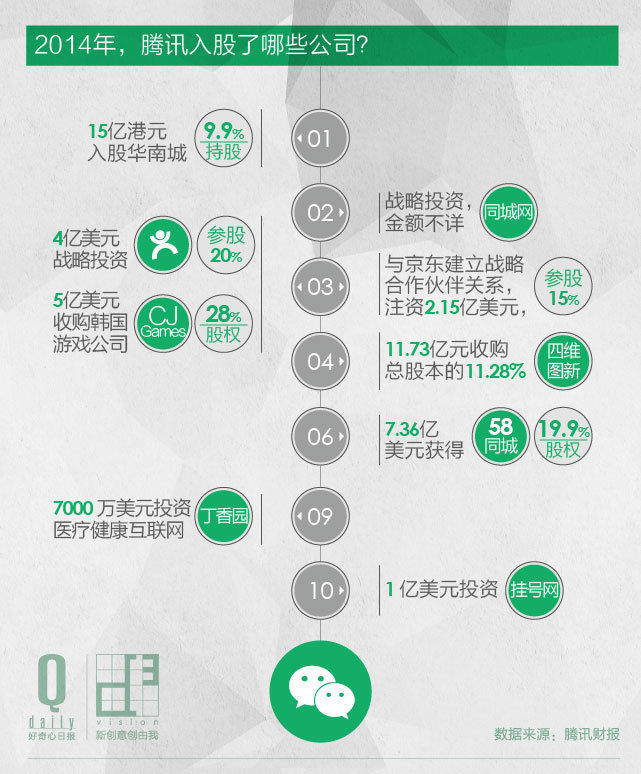 2014年，腾讯入股了哪些公司？
15亿港元
入股华南城
9.9%
持股
01
02
战略投资，
金额不详
同城网
4亿美元
战略投资
参股
20%
03
与京东建立战略
合作伙伴关系，
注资2.15亿美元，
参股
15%
5亿美元
收购韩国
游戏公司
CJ
Games
28%
股权
04
11.73亿元收购
总股本的11.28%
四维
图新
06
7.36亿
美元获得
58
同城
19.9%
股权
7000 万美元投资
医疗健康互联网
丁香园
09
10
1 亿美元投资
挂号网
Q
daily
好奇心日报
vision
新创意创由我
数据来源：腾讯财报